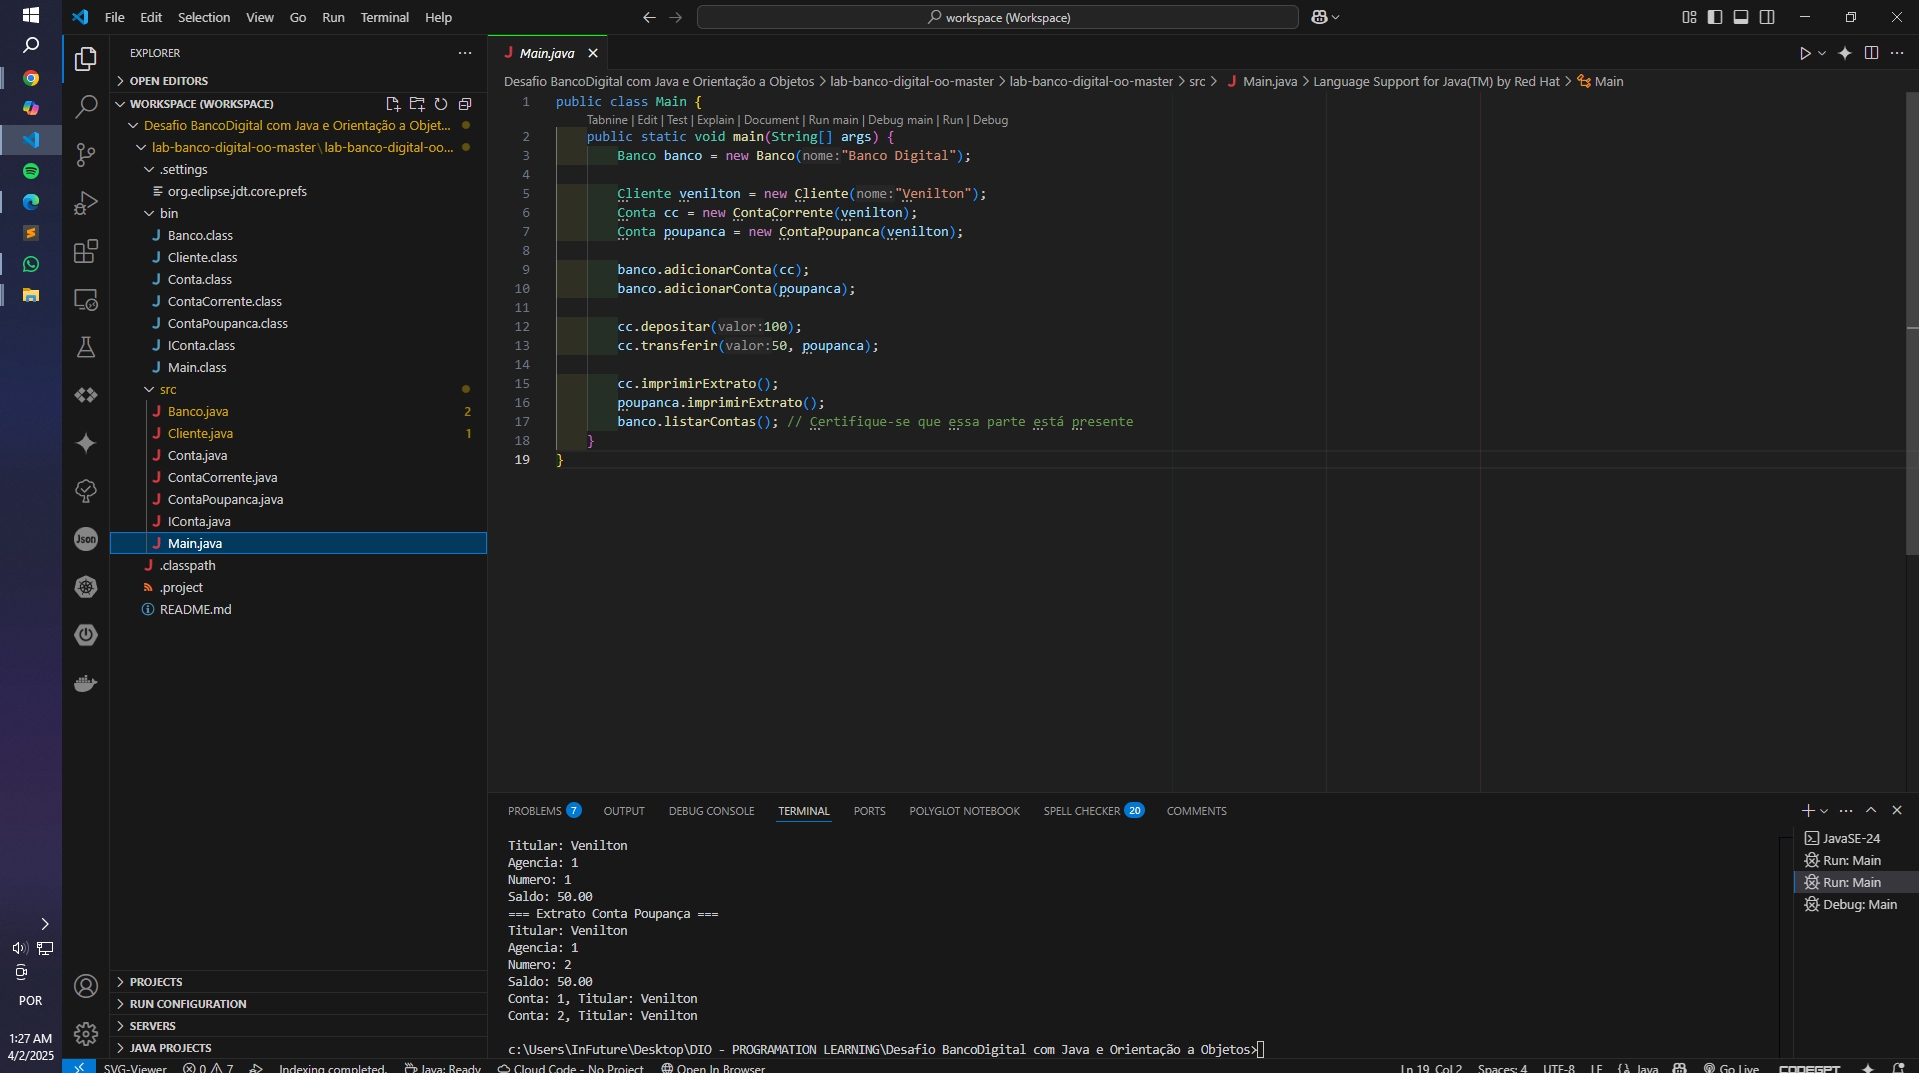 File Edit Selection View Go Run Terminal Help
workspace (Workspace)
EXPLORER
OPEN EDITORS
WORKSPACE (WORKSPACE)
Desafio BancoDigital com Java e Orientação a Objet...
lab-banco-digital-oo-master\lab-banco-digital-oo...
.settings
org.eclipse.jdt.core.prefs
bin
Banco.class
Cliente.class
Conta.class
ContaCorrente.class
ContaPoupanca.class
IConta.class
Main.class
src
Banco.java 2
Cliente.java 1
Conta.java
ContaCorrente.java
ContaPoupanca.java
IConta.java
Main.java
.classpath
.project
README.md
PROJECTS
RUN CONFIGURATION
SERVERS
JAVA PROJECTS
Json
POR
1:27 AM
4/2/2025
Main.java
Desafio BancoDigital com Java e Orientação a Objetos > lab-banco-digital-oo-master > lab-banco-digital-oo-master > src > Main.java > Language Support for Java(TM) by Red Hat > Main
1 public class Main {
Tabnine | Edit | Test | Explain | Document | Run main | Debug main | Run | Debug
2 public static void main(String[] args) {
3 Banco banco = new Banco(nome:"Banco Digital");
4
5 Cliente venilton = new Cliente(nome:"Venilton");
6 Conta cc = new ContaCorrente(venilton);
7 Conta poupanca = new ContaPoupanca(venilton);
8
9 banco.adicionarConta(cc);
10 banco.adicionarConta(poupanca);
11
12 cc.depositar(valor:100);
13 cc.transferir(valor:50, poupanca);
14
15 cc.imprimirExtrato();
16 poupanca.imprimirExtrato();
17 banco.listarContas(); // Certifique-se que essa parte está presente
18 }
19 }
PROBLEMS 7 OUTPUT DEBUG CONSOLE TERMINAL PORTS POLYGLOT NOTEBOOK SPELL CHECKER 20 COMMENTS
Titular: Venilton
Agencia: 1
Numero: 1
Saldo: 50.00
=== Extrato Conta Poupança ===
Titular: Venilton
Agencia: 1
Numero: 2
Saldo: 50.00
Conta: 1, Titular: Venilton
Conta: 2, Titular: Venilton
c:\Users\InFuture\Desktop\DIO - PROGRAMATION LEARNING\Desafio BancoDigital com Java e Orientação a Objetos>
JavaSE-24
Run: Main
Run: Main
Debug: Main
SVG-Viewer 0 7 Indexing completed. Java: Ready Cloud Code - No Project Open In Browser Ln 19, Col 2 Spaces: 4 UTF-8 LF {} Java Go Live CODEGPT